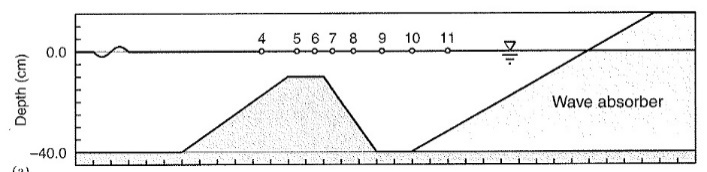 4 5 6 7 8 9 10 11
0.0
Depth (cm)
Wave absorber
−40.0
(a)